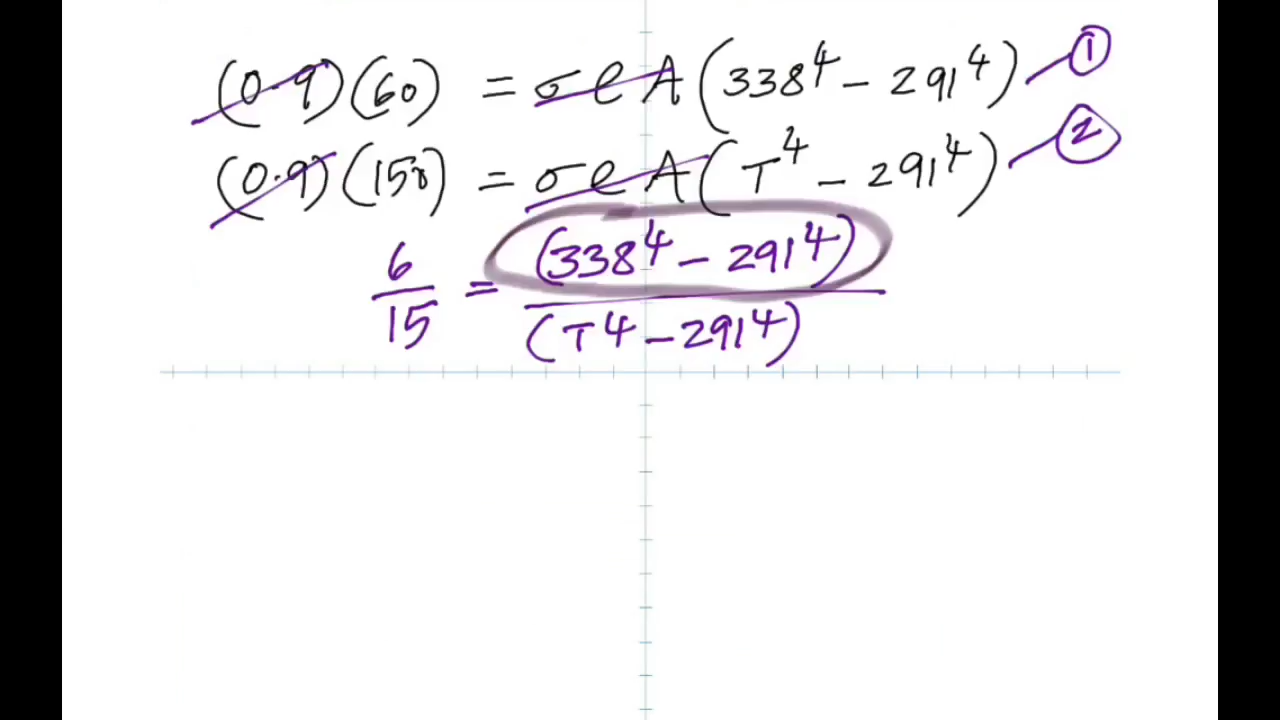 (0.9)(60) = σeA(338⁴ - 291⁴) 1
(0.9)(150) = σeA(T⁴ - 291⁴) 2
6/15 = (338⁴ - 291⁴)/(T⁴ - 291⁴)